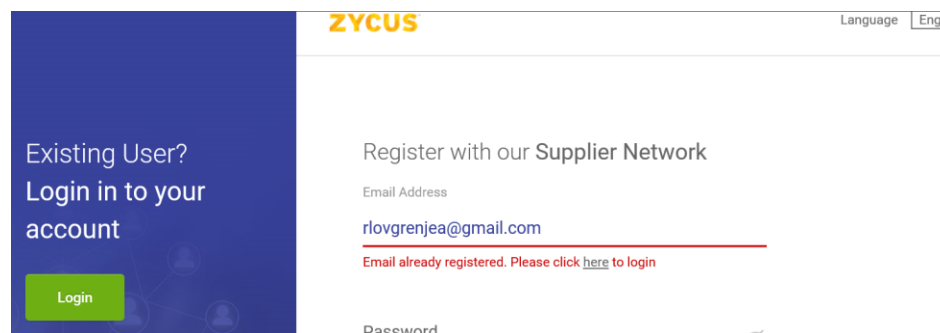 ZYCUS
Language Eng
Existing User?
Login in to your
account
Login
Register with our Supplier Network
Email Address
rlovgrenjea@gmail.com
Email already registered. Please click here to login
Password